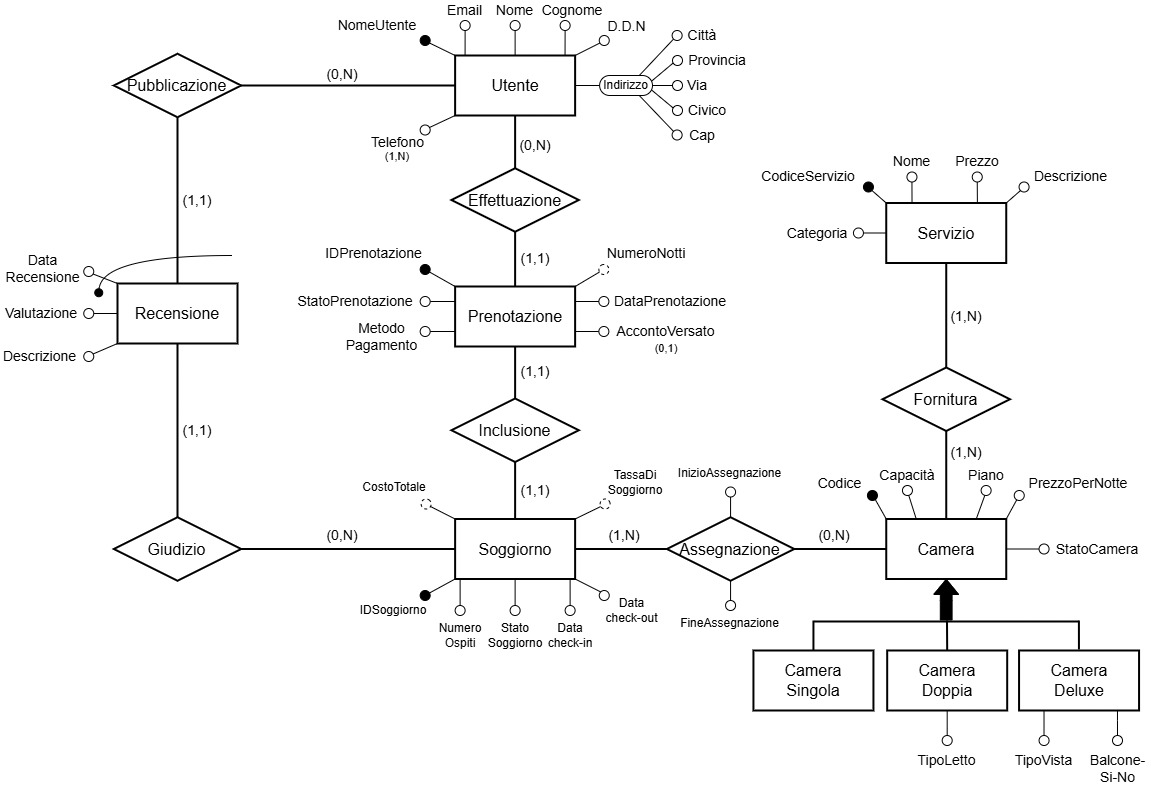 Email
Nome
Cognome
NomeUtente
D.D.N
Città
Provincia
Via
Civico
Cap
Indirizzo
Utente
Telefono
(1,N)
Pubblicazione
(0,N)
(0,N)
(1,1)
Effettuazione
(1,1)
IDPrenotazione
NumeroNotti
StatoPrenotazione
DataPrenotazione
Metodo
Pagamento
AccontoVersato
(0,1)
Prenotazione
Data
Recensione
Valutazione
Descrizione
Recensione
(1,1)
(1,1)
Inclusione
(1,1)
CodiceServizio
Nome
Prezzo
Descrizione
Categoria
Servizio
(1,N)
Fornitura
(1,N)
CostoTotale
TassaDi
Soggiorno
InizioAssegnazione
Codice
Capacità
Piano
PrezzoPerNotte
Giudizio
(0,N)
Soggiorno
(1,N)
Assegnazione
(0,N)
Camera
StatoCamera
IDSoggiorno
Numero
Ospiti
Stato
Soggiorno
Data
check-in
Data
check-out
FineAssegnazione
Camera
Singola
Camera
Doppia
Camera
Deluxe
TipoLetto
TipoVista
Balcone-
Si-No